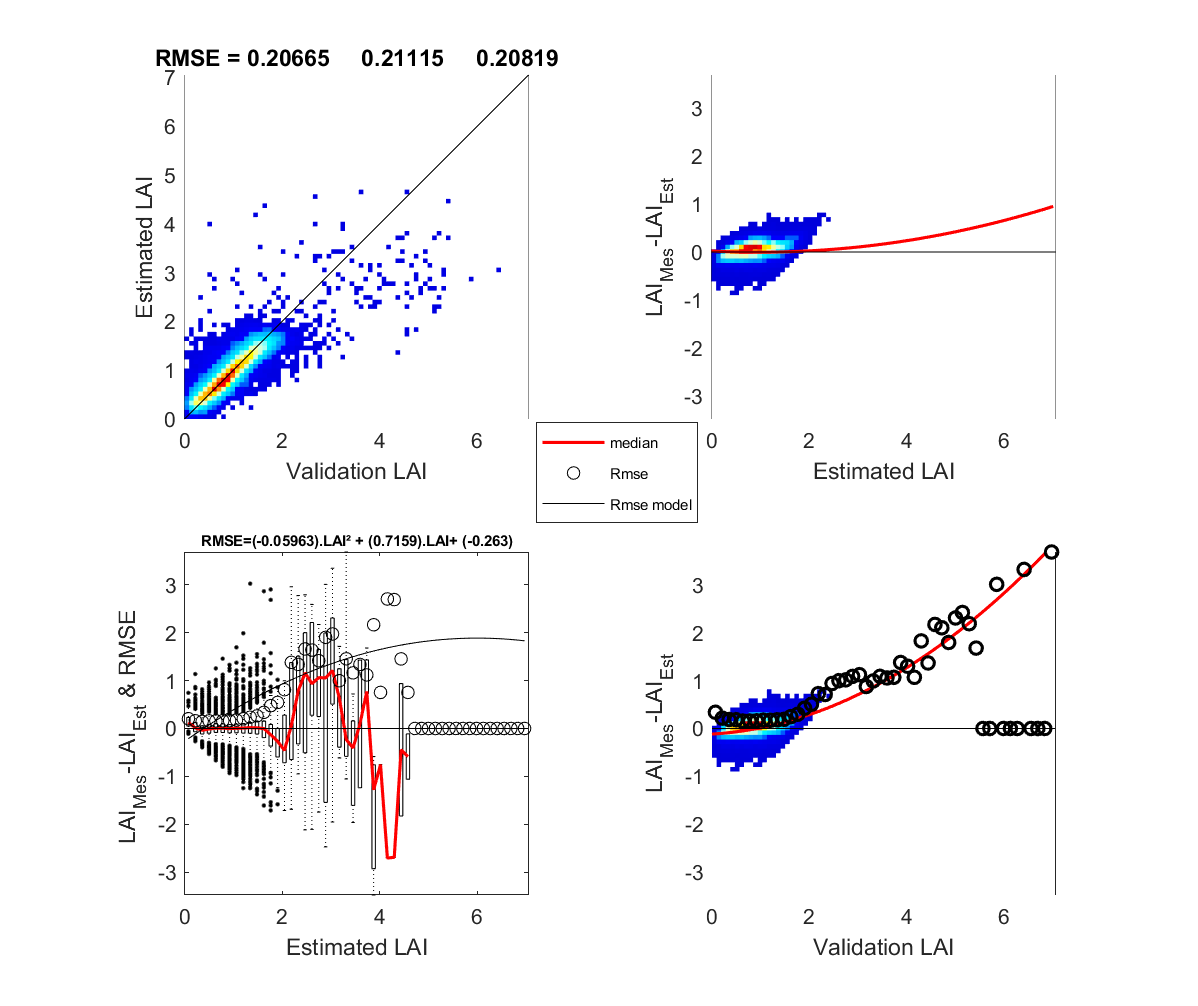 RMSE = 0.20665 0.21115 0.20819
7
6
5
4
3
2
1
0
Estimated LAI
0 2 4 6
Validation LAI
3
2
1
0
-1
-2
-3
LAI_Mes-LAI_Est
0 2 4 6
Estimated LAI
median
Rmse
Rmse model
RMSE=(-0.05963).LAI² + (0.7159).LAI+ (-0.263)
3
2
1
0
-1
-2
-3
LAI_Mes-LAI_Est & RMSE
0 2 4 6
Estimated LAI
3
2
1
0
-1
-2
-3
LAI_Mes-LAI_Est
0 2 4 6
Validation LAI